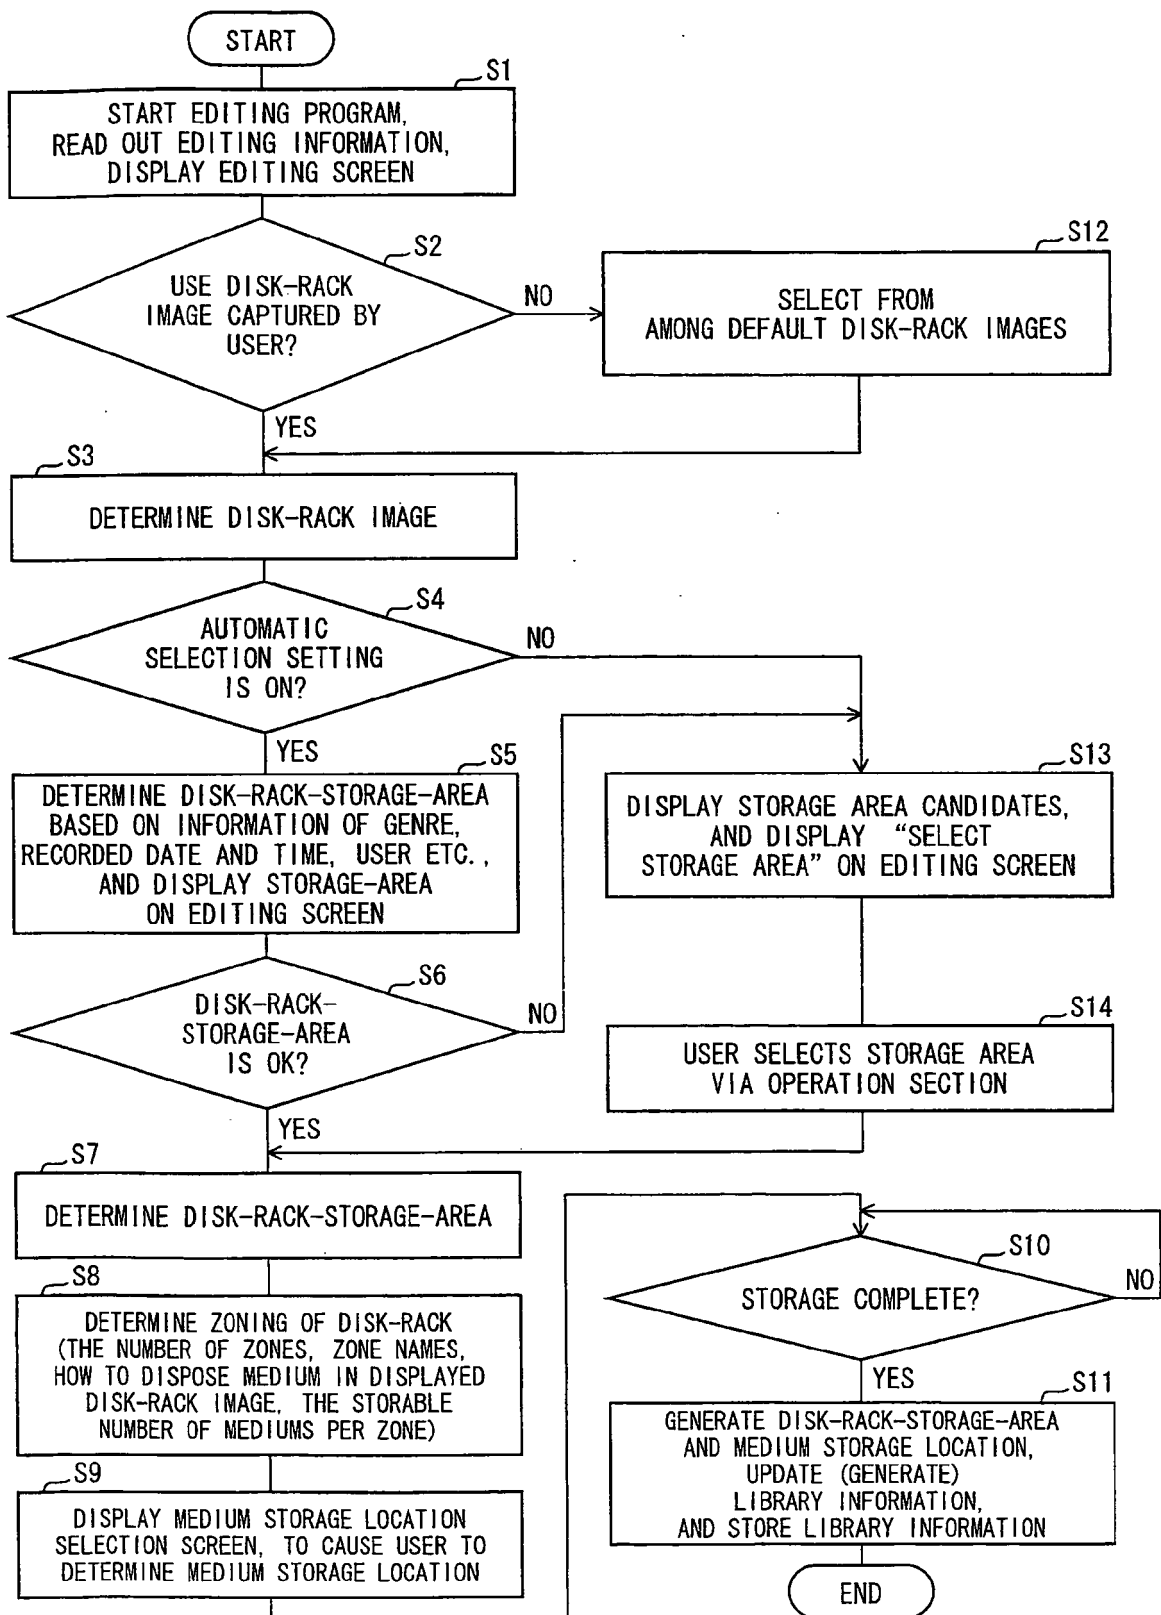 START
S1
START EDITING PROGRAM,
READ OUT EDITING INFORMATION,
DISPLAY EDITING SCREEN
S2
USE DISK-RACK
IMAGE CAPTURED BY
USER?
NO
YES
S12
SELECT FROM
AMONG DEFAULT DISK-RACK IMAGES
S3
DETERMINE DISK-RACK IMAGE
S4
AUTOMATIC
SELECTION SETTING
IS ON?
NO
YES
S5
DETERMINE DISK-RACK-STORAGE-AREA
BASED ON INFORMATION OF GENRE,
RECORDED DATE AND TIME, USER ETC.,
AND DISPLAY STORAGE-AREA
ON EDITING SCREEN
S6
DISK-RACK-
STORAGE-AREA
IS OK?
NO
YES
S13
DISPLAY STORAGE AREA CANDIDATES,
AND DISPLAY “SELECT
STORAGE AREA” ON EDITING SCREEN
S14
USER SELECTS STORAGE AREA
VIA OPERATION SECTION
S7
DETERMINE DISK-RACK-STORAGE-AREA
S8
DETERMINE ZONING OF DISK-RACK
(THE NUMBER OF ZONES, ZONE NAMES,
HOW TO DISPOSE MEDIUM IN DISPLAYED
DISK-RACK IMAGE, THE STORABLE
NUMBER OF MEDIUMS PER ZONE)
S9
DISPLAY MEDIUM STORAGE LOCATION
SELECTION SCREEN, TO CAUSE USER TO
DETERMINE MEDIUM STORAGE LOCATION
S10
STORAGE COMPLETE?
NO
YES
S11
GENERATE DISK-RACK-STORAGE-AREA
AND MEDIUM STORAGE LOCATION,
UPDATE (GENERATE)
LIBRARY INFORMATION,
AND STORE LIBRARY INFORMATION
END